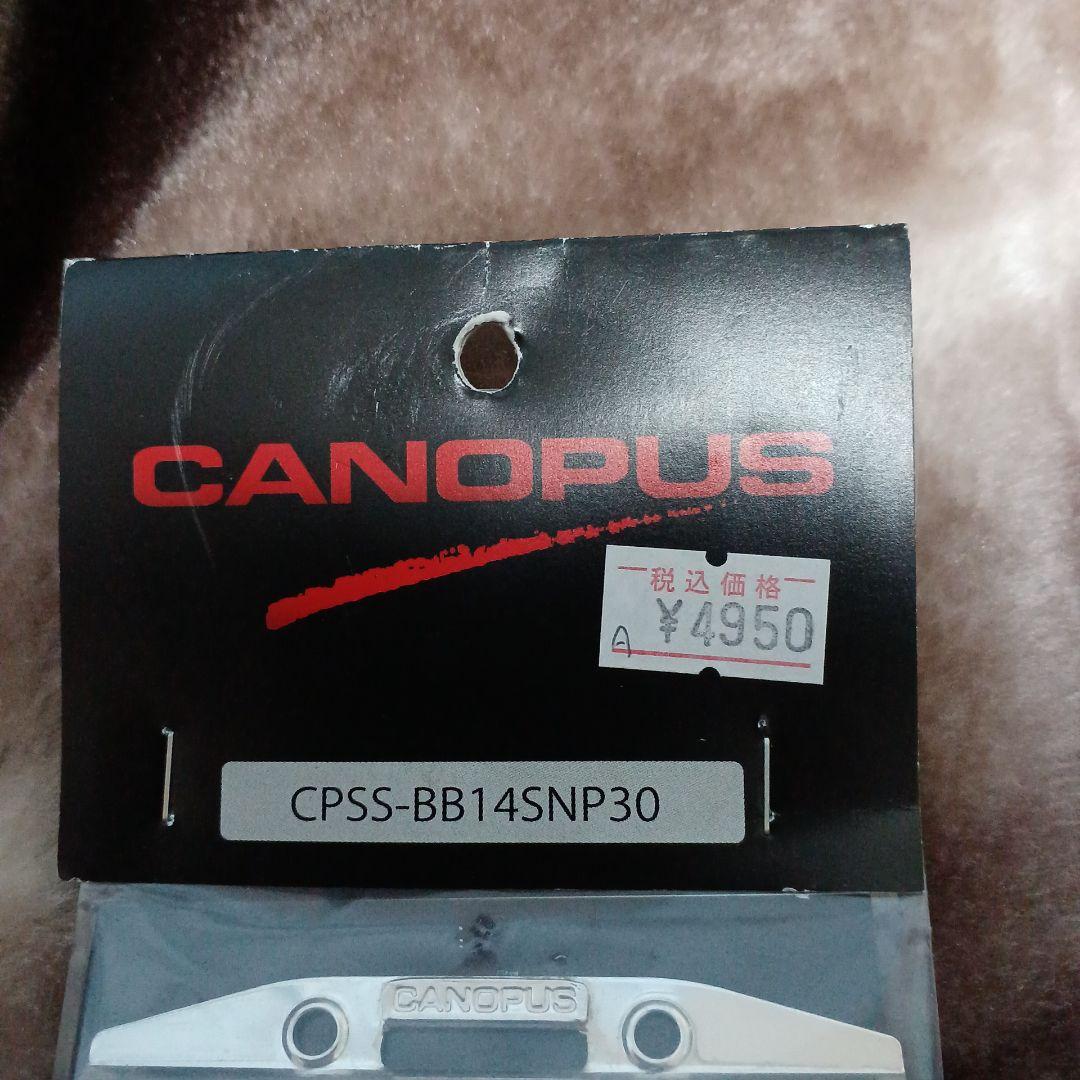 CANOPUS
税込価格
¥4950
A
CPSS-BB14SNP30
CANOPUS